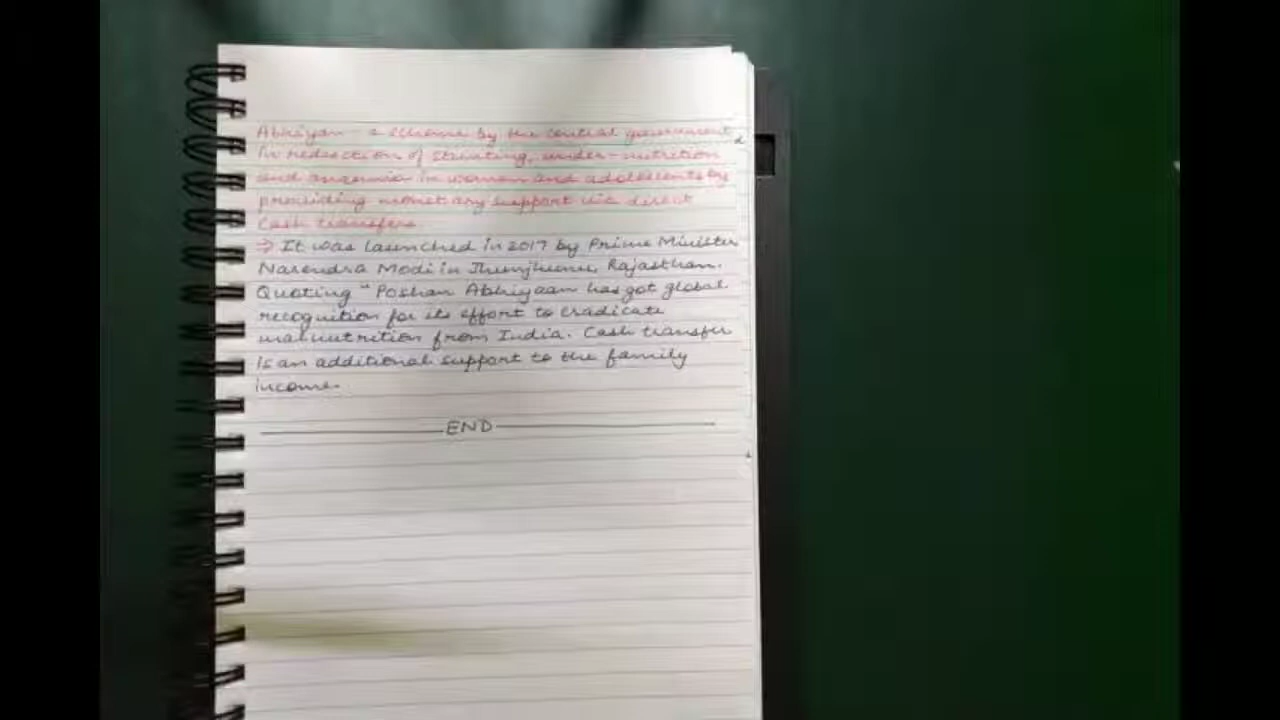 Abhiyan - a scheme by the central government
in reduction of stunting, under-nutrition
and anaemia in women and adolescents by
providing monetary support via direct
cash transfers.
⇒ It was launched in 2017 by Prime Minister
Narendra Modi in Jhunjhunu, Rajasthan.
Quoting "Poshan Abhiyaan has got global
recognition for its effort to eradicate
malnutrition from India. Cash transfer
is an additional support to the family
income.
END